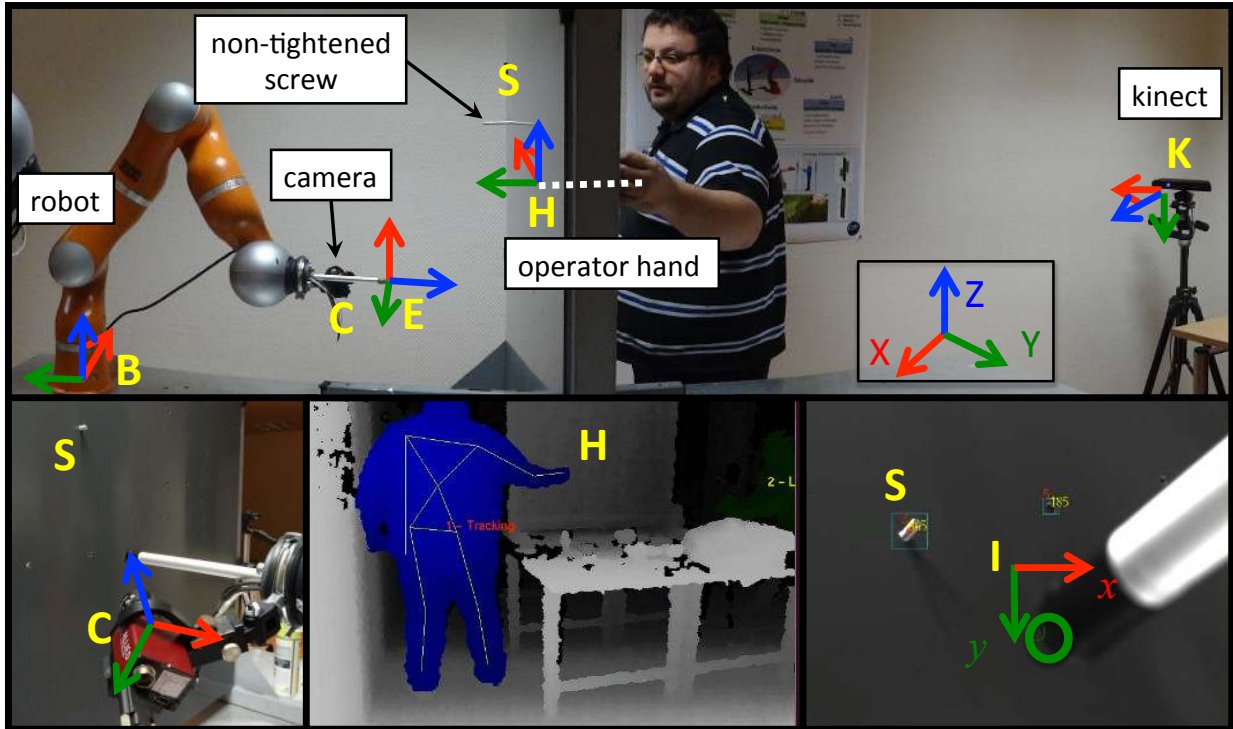 non-tightened
screw
S
kinect
K
camera
robot
H
operator hand
Z
C
E
X
Y
B
S
H
S
2 - L
185
I
1 - Tracking
x
C
y